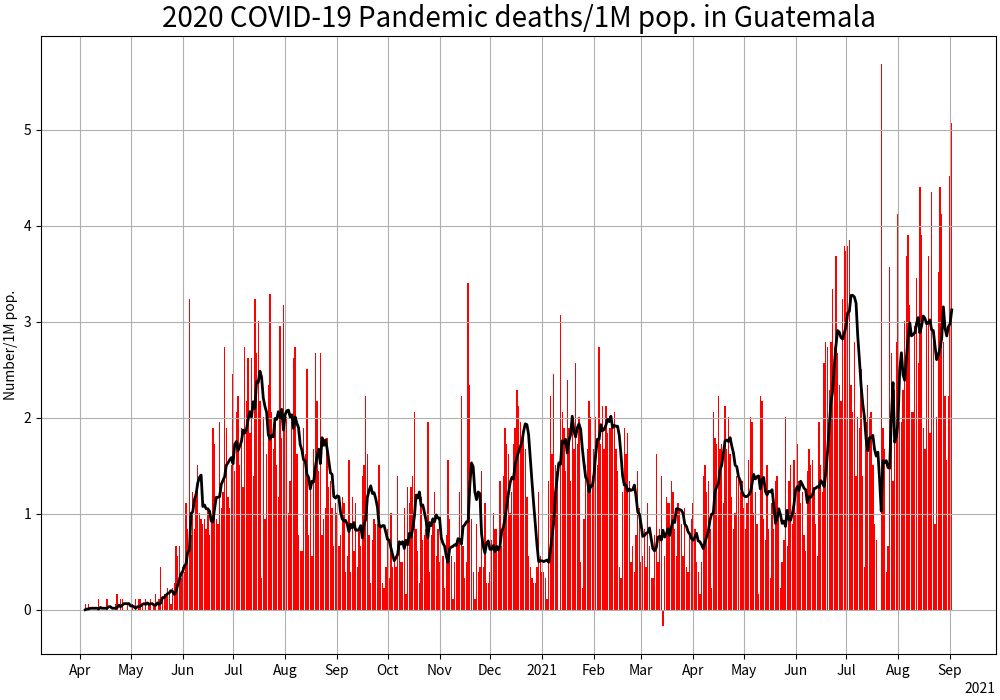 2020 COVID-19 Pandemic deaths/1M pop. in Guatemala
Number/1M pop.
5
4
3
2
1
0
Apr May Jun Jul Aug Sep Oct Nov Dec 2021 Feb Mar Apr May Jun Jul Aug Sep
2021